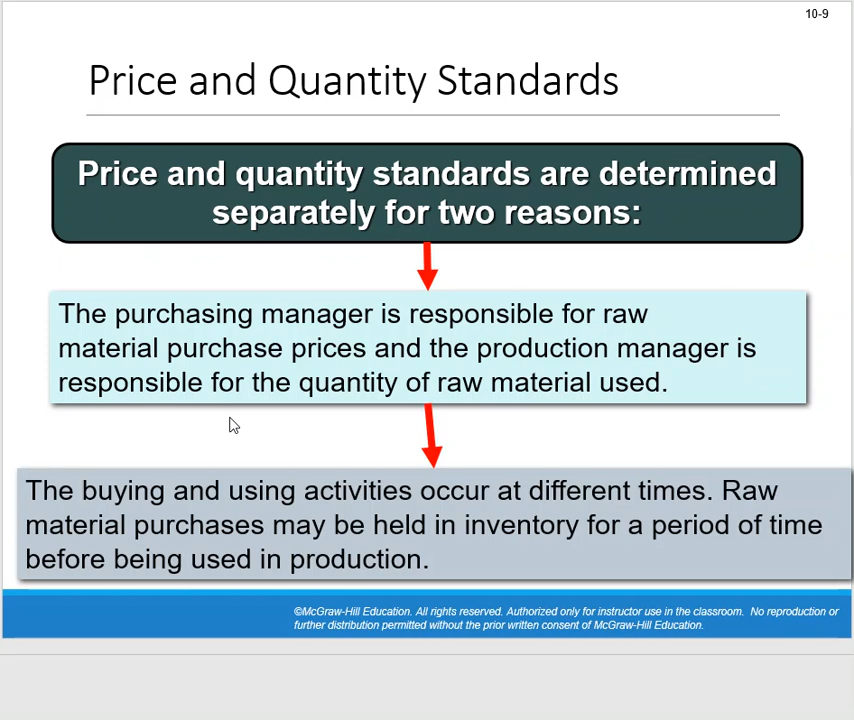 10-9
Price and Quantity Standards
Price and quantity standards are determined
separately for two reasons:
The purchasing manager is responsible for raw
material purchase prices and the production manager is
responsible for the quantity of raw material used.
The buying and using activities occur at different times. Raw
material purchases may be held in inventory for a period of time
before being used in production.
©McGraw-Hill Education. All rights reserved. Authorized only for instructor use in the classroom. No reproduction or
further distribution permitted without the prior written consent of McGraw-Hill Education.